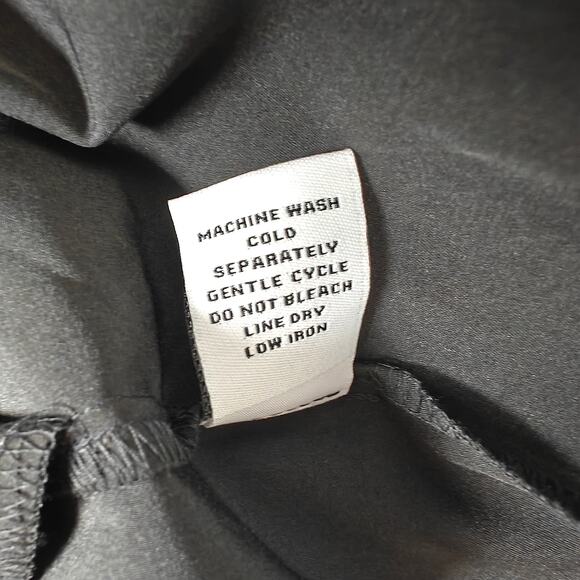 MACHINE WASH
COLD
SEPARATELY
GENTLE CYCLE
DO NOT BLEACH
LINE DRY
LOW IRON